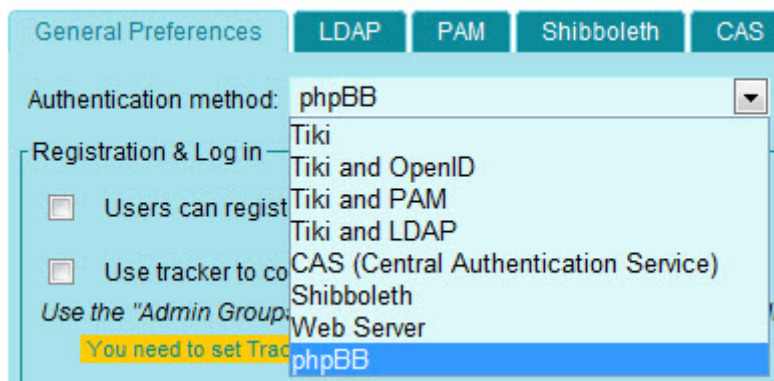 General Preferences LDAP PAM Shibboleth CAS
Authentication method: phpBB
Tiki
Registration & Log in
Tiki and OpenID
Tiki and PAM
Users can regist
Tiki and LDAP
CAS (Central Authentication Service)
Use tracker to co
Shibboleth
Use the "Admin Group
Web Server
You need to set Trac
phpBB